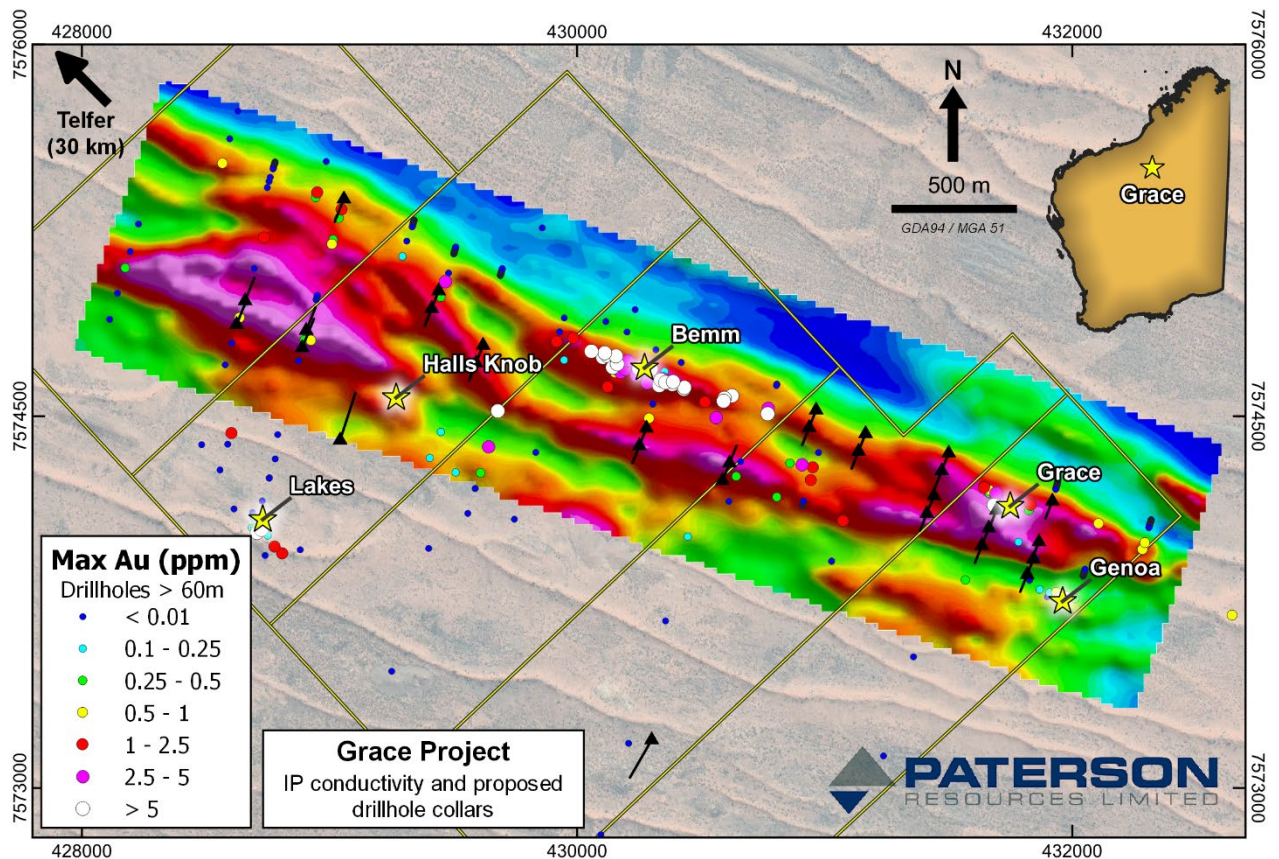 428000
430000
432000
7576000
7576000
Telfer
(30 km)
N
500 m
GDA94 / MGA 51
Grace
Bemm
Halls Knob
7574500
7574500
Grace
Lakes
Genoa
Max Au (ppm)
Drillholes > 60m
< 0.01
0.1 - 0.25
0.25 - 0.5
0.5 - 1
1 - 2.5
2.5 - 5
> 5
Grace Project
IP conductivity and proposed
drillhole collars
PATERSON
RESOURCES LIMITED
7573000
7573000
428000
430000
432000